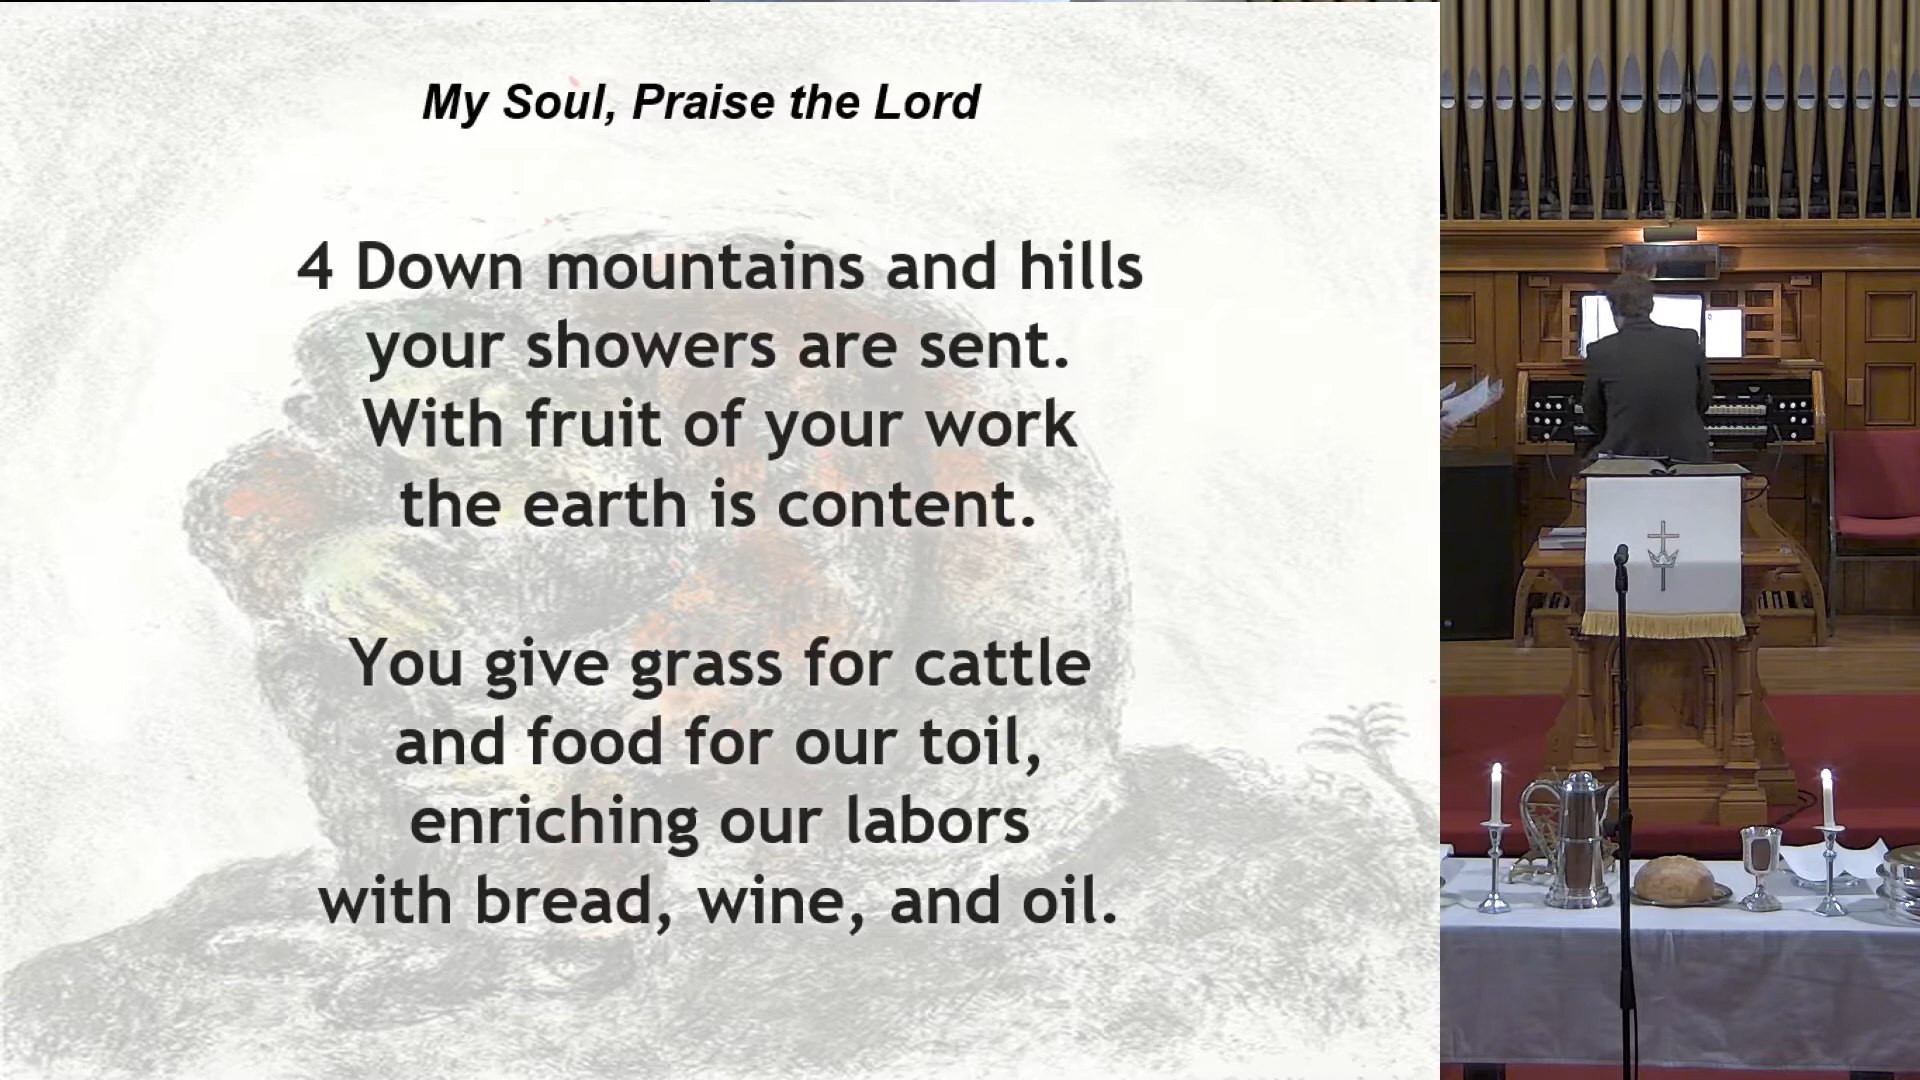 My Soul, Praise the Lord
4 Down mountains and hills
your showers are sent.
With fruit of your work
the earth is content.
You give grass for cattle
and food for our toil,
enriching our labors
with bread, wine, and oil.